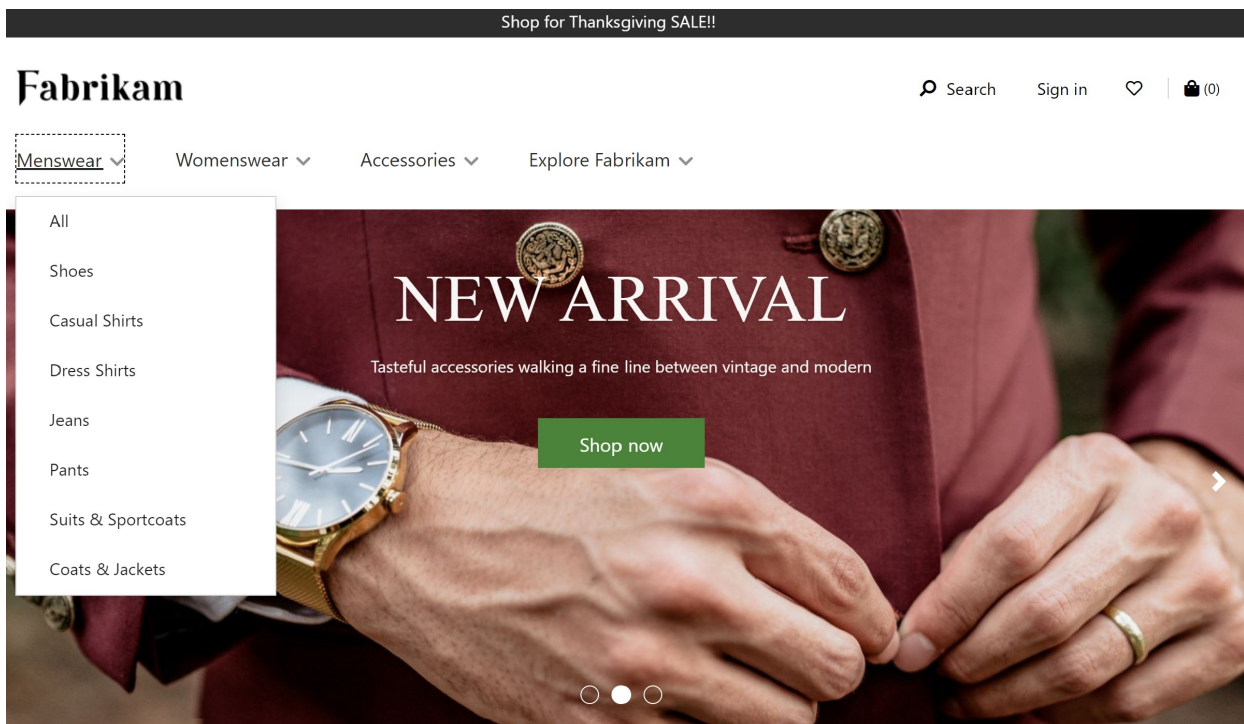 Shop for Thanksgiving SALE!!
Fabrikam
Search Sign in (0)
Menswear Womenswear Accessories Explore Fabrikam
All
Shoes
Casual Shirts
Dress Shirts
Jeans
Pants
Suits & Sportcoats
Coats & Jackets
NEW ARRIVAL
Tasteful accessories walking a fine line between vintage and modern
Shop now